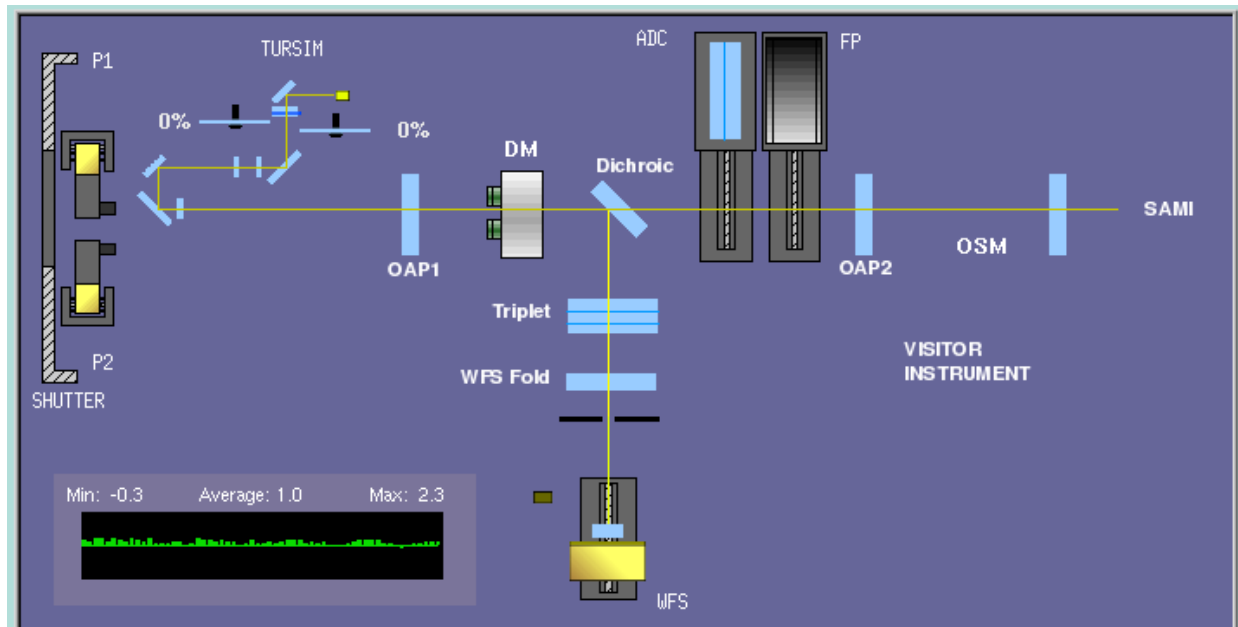 P1
TURSIM
ADC
FP
0%
0%
DM
Dichroic
SAMI
OAP1
OAP2
OSM
Triplet
VISITOR
INSTRUMENT
P2
WFS Fold
SHUTTER
Min: -0.3 Average: 1.0 Max: 2.3
WFS